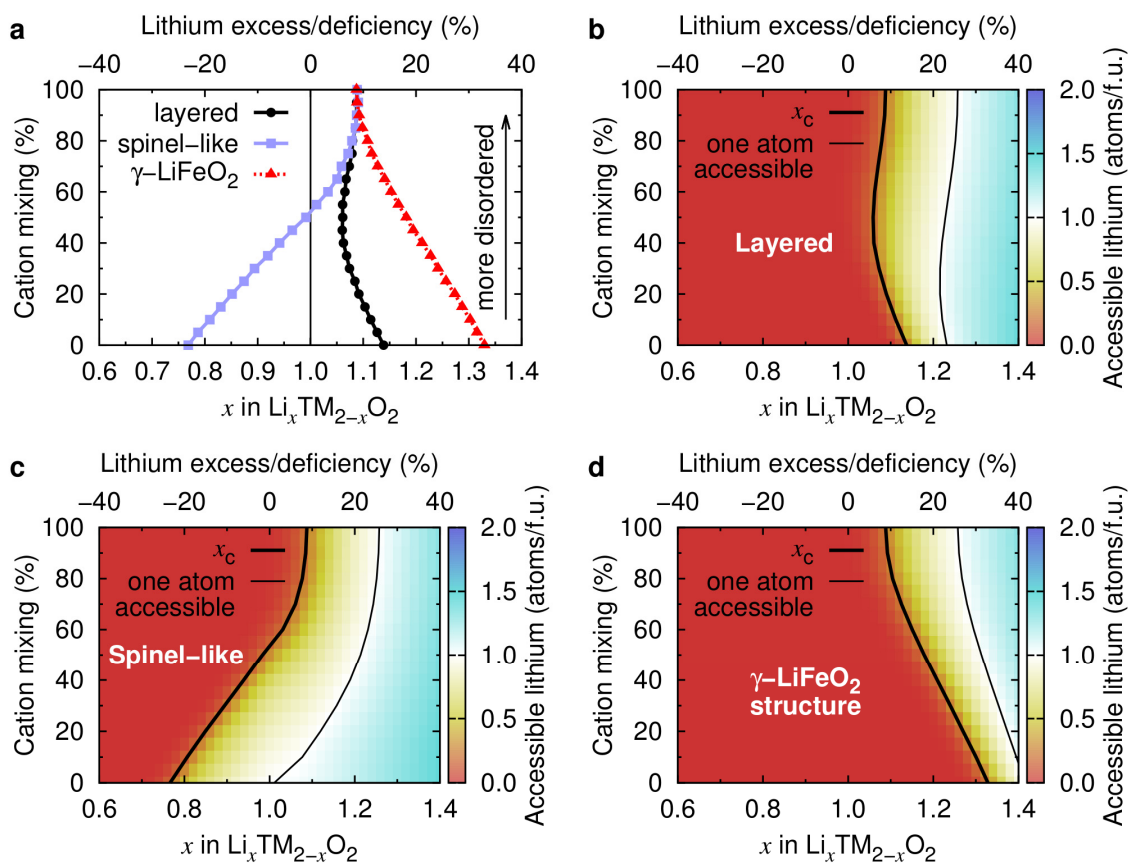 a
Lithium excess/deficiency (%)
−40 −20 0 20 40
Cation mixing (%)
100
80
60
40
20
0
layered
spinel−like
γ−LiFeO₂
more disordered
0.6 0.7 0.8 0.9 1.0 1.1 1.2 1.3 1.4
x in LiₓTM₂₋ₓO₂
b
Lithium excess/deficiency (%)
−40 −20 0 20 40
Cation mixing (%)
100
80
60
40
20
0
x_c
one atom
accessible
Layered
0.6 0.8 1.0 1.2 1.4
x in LiₓTM₂₋ₓO₂
2.0
1.5
1.0
0.5
0.0
Accessible lithium (atoms/f.u.)
c
Lithium excess/deficiency (%)
−40 −20 0 20 40
Cation mixing (%)
100
80
60
40
20
0
x_c
one atom
accessible
Spinel−like
0.6 0.8 1.0 1.2 1.4
x in LiₓTM₂₋ₓO₂
2.0
1.5
1.0
0.5
0.0
Accessible lithium (atoms/f.u.)
d
Lithium excess/deficiency (%)
−40 −20 0 20 40
Cation mixing (%)
100
80
60
40
20
0
x_c
one atom
accessible
γ−LiFeO₂
structure
0.6 0.8 1.0 1.2 1.4
x in LiₓTM₂₋ₓO₂
2.0
1.5
1.0
0.5
0.0
Accessible lithium (atoms/f.u.)